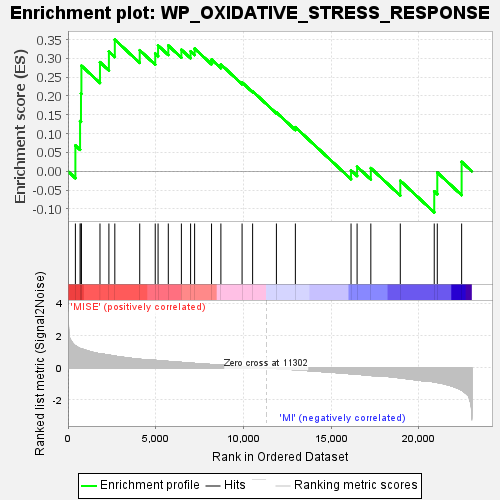 Enrichment plot: WP_OXIDATIVE_STRESS_RESPONSE
Enrichment score (ES)
0.35
0.30
0.25
0.20
0.15
0.10
0.05
0.00
-0.05
-0.10
'MISE' (positively correlated)
Ranked list metric (Signal2Noise)
4
2
0
-2
Zero cross at 11302
'MI' (negatively correlated)
0
5,000
10,000
15,000
20,000
Rank in Ordered Dataset
Enrichment profile
Hits
Ranking metric scores